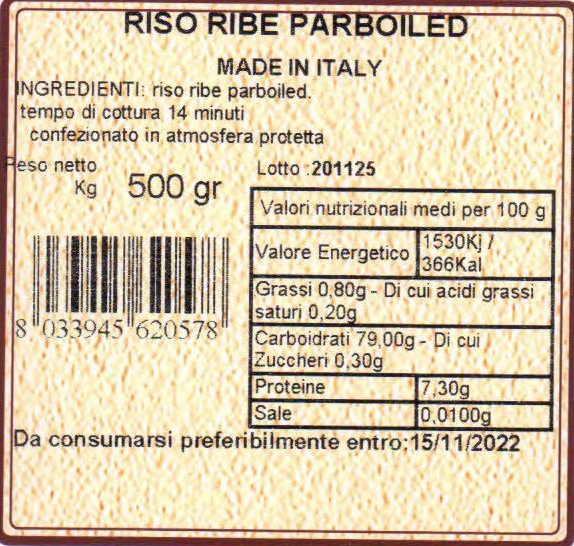 RISO RIBE PARBOILED
MADE IN ITALY
INGREDIENTI: riso ribe parboiled.
tempo di cottura 14 minuti
confezionato in atmosfera protetta
Peso netto
Kg 500 gr
Lotto :201125
Valori nutrizionali medi per 100 g
Valore Energetico 1530Kj /
366Kal
Grassi 0,80g - Di cui acidi grassi
saturi 0,20g
Carboidrati 79,00g - Di cui
Zuccheri 0,30g
Proteine 7,30g
Sale 0,0100g
8 033945 620578
Da consumarsi preferibilmente entro:15/11/2022